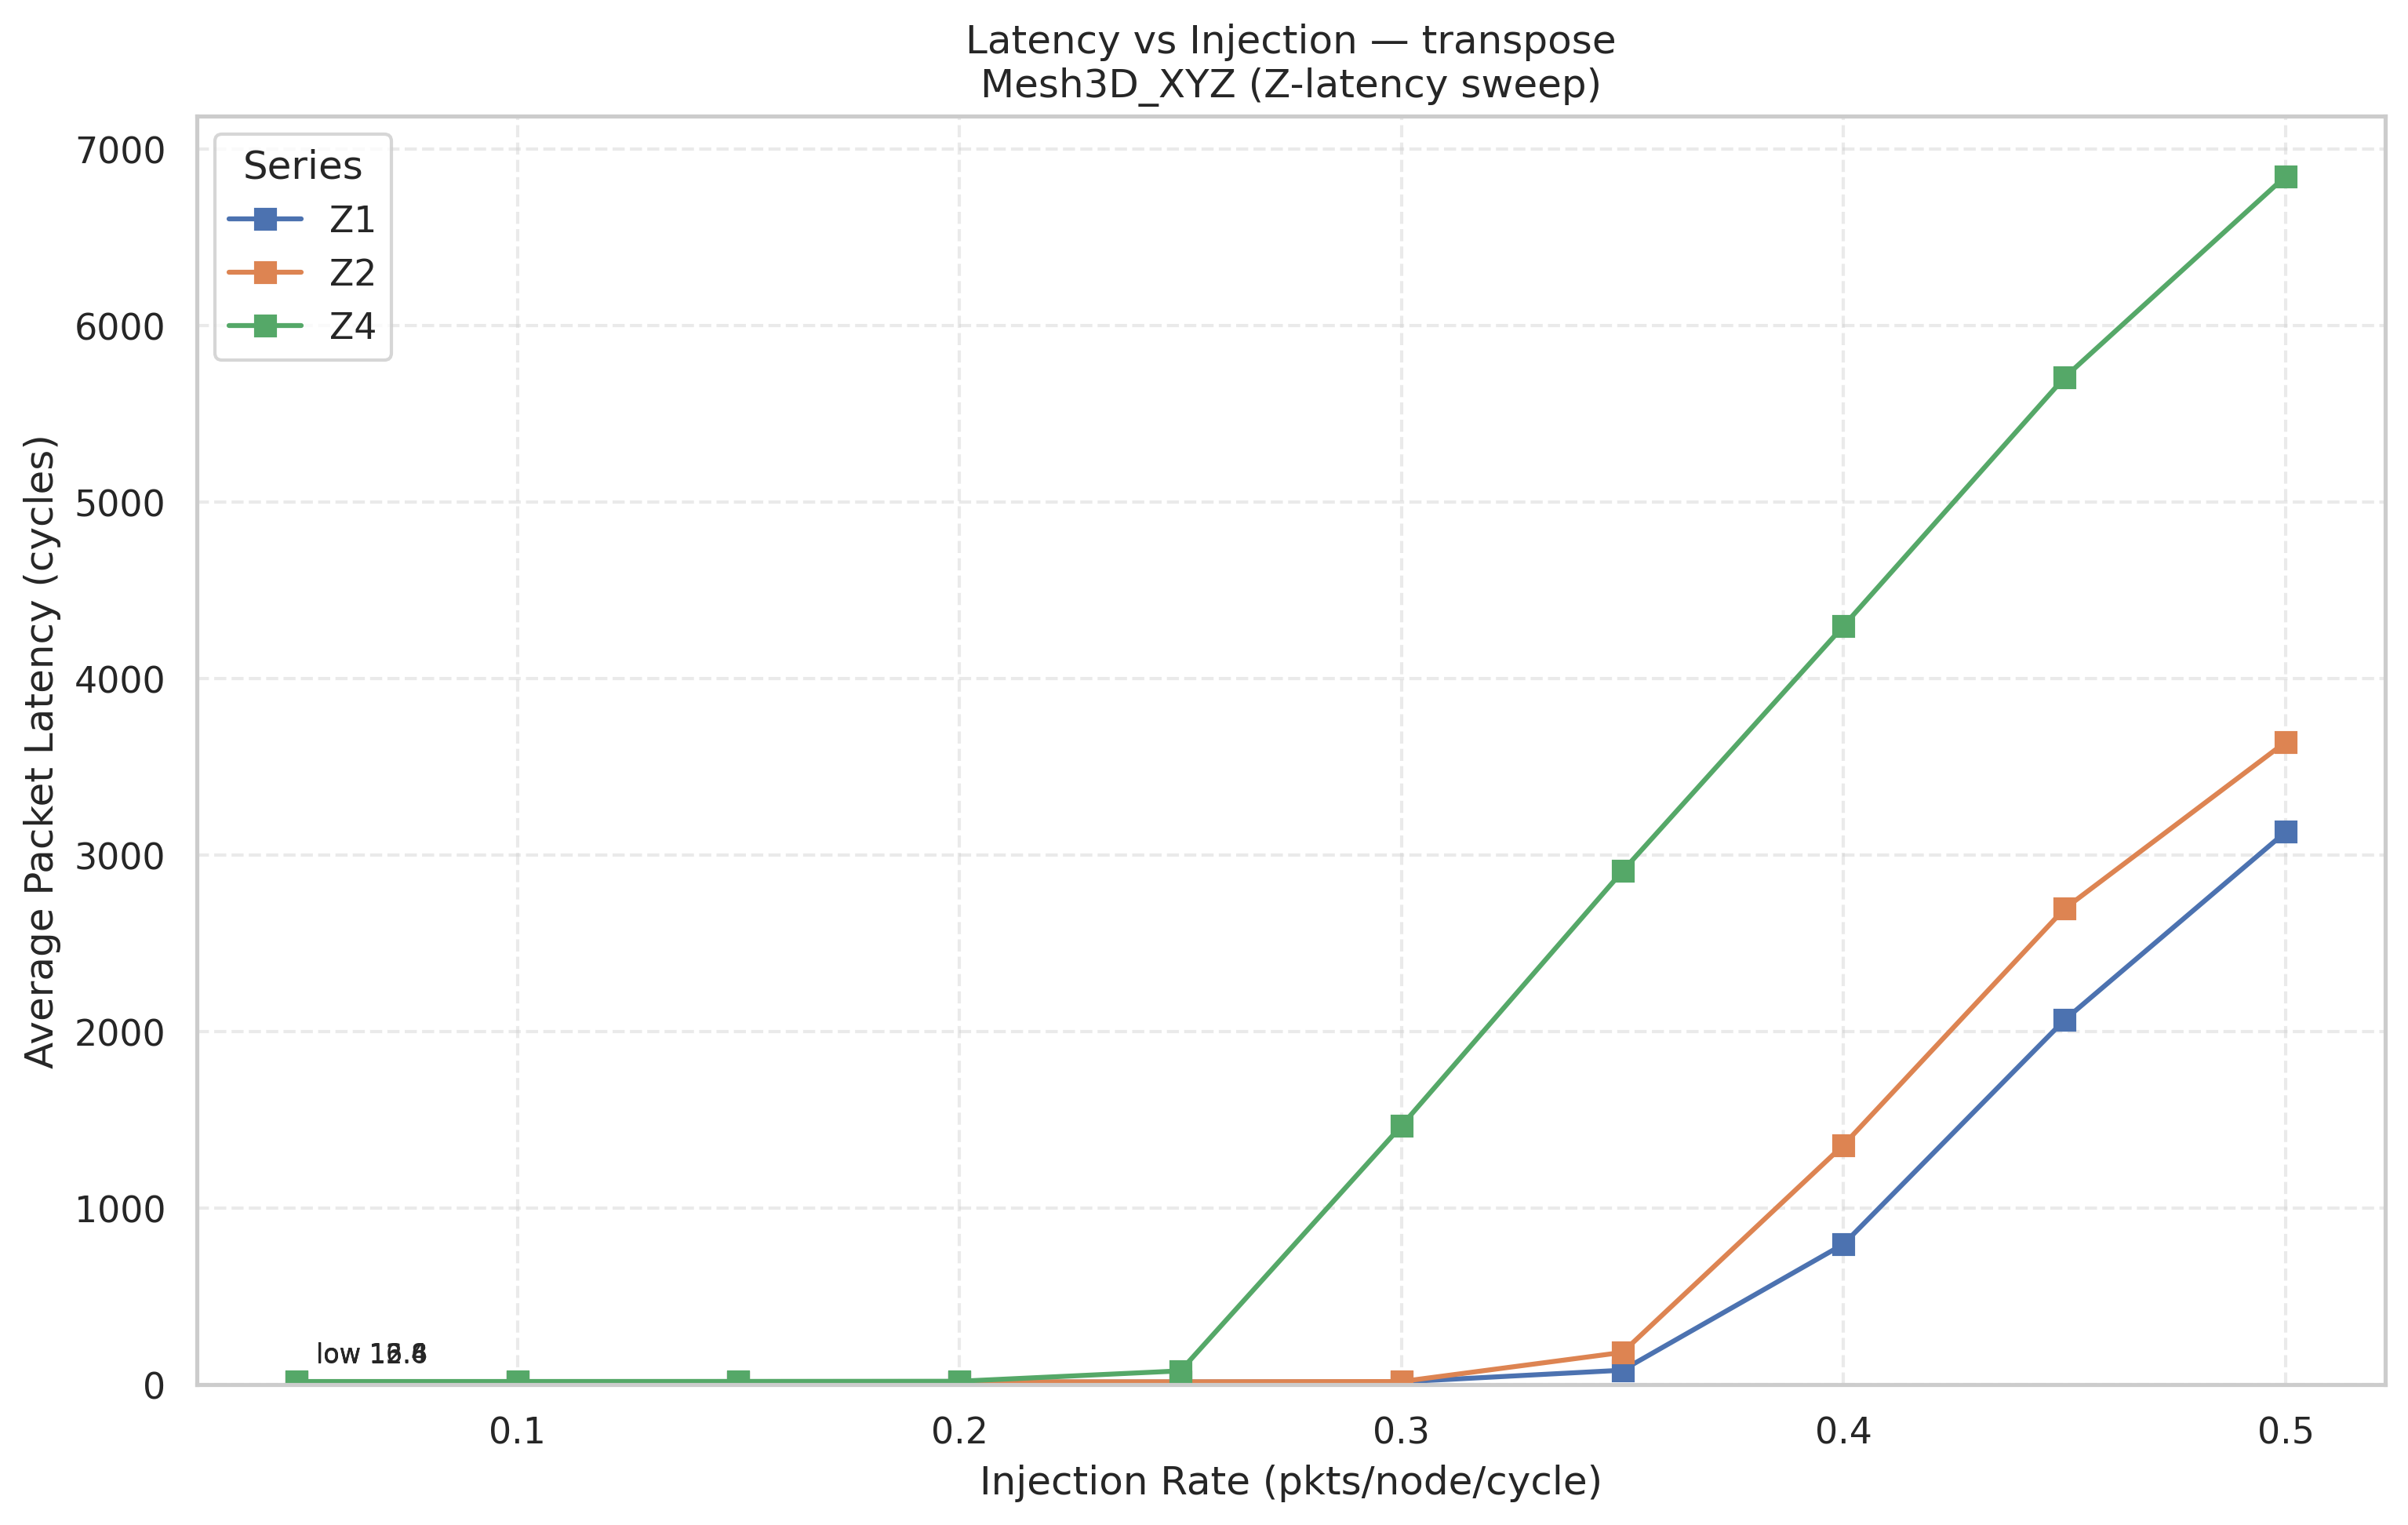 Latency vs Injection — transpose
Mesh3D_XYZ (Z-latency sweep)
Series
Z1
Z2
Z4
Average Packet Latency (cycles)
7000
6000
5000
4000
3000
2000
1000
0
low
0.1
0.2
0.3
0.4
0.5
Injection Rate (pkts/node/cycle)